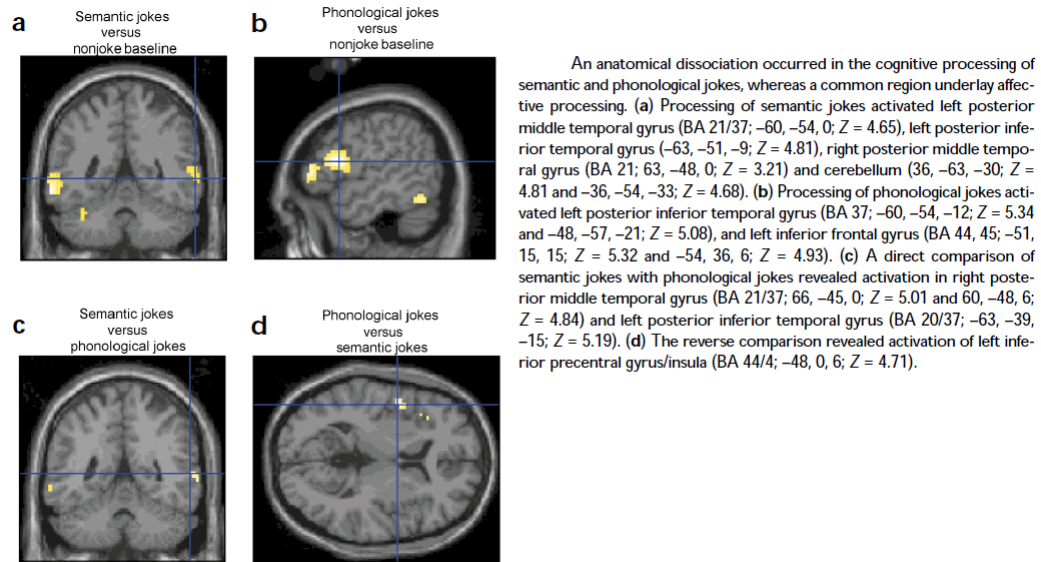 a
Semantic jokes
versus
nonjoke baseline
b
Phonological jokes
versus
nonjoke baseline
An anatomical dissociation occurred in the cognitive processing of
semantic and phonological jokes, whereas a common region underlay affec-
tive processing. (a) Processing of semantic jokes activated left posterior
middle temporal gyrus (BA 21/37; –60, –54, 0; Z = 4.65), left posterior infe-
rior temporal gyrus (–63, –51, –9; Z = 4.81), right posterior middle tempo-
ral gyrus (BA 21; 63, –48, 0; Z = 3.21) and cerebellum (36, –63, –30; Z =
4.81 and –36, –54, –33; Z = 4.68). (b) Processing of phonological jokes acti-
vated left posterior inferior temporal gyrus (BA 37; –60, –54, –12; Z = 5.34
and –48, –57, –21; Z = 5.08), and left inferior frontal gyrus (BA 44, 45; –51,
15, 15; Z = 5.32 and –54, 36, 6; Z = 4.93). (c) A direct comparison of
semantic jokes with phonological jokes revealed activation in right poste-
rior middle temporal gyrus (BA 21/37; 66, –45, 0; Z = 5.01 and 60, –48, 6;
Z = 4.84) and left posterior inferior temporal gyrus (BA 20/37; –63, –39,
–15; Z = 5.19). (d) The reverse comparison revealed activation of left infe-
rior precentral gyrus/insula (BA 44/4; –48, 0, 6; Z = 4.71).
c
Semantic jokes
versus
phonological jokes
d
Phonological jokes
versus
semantic jokes